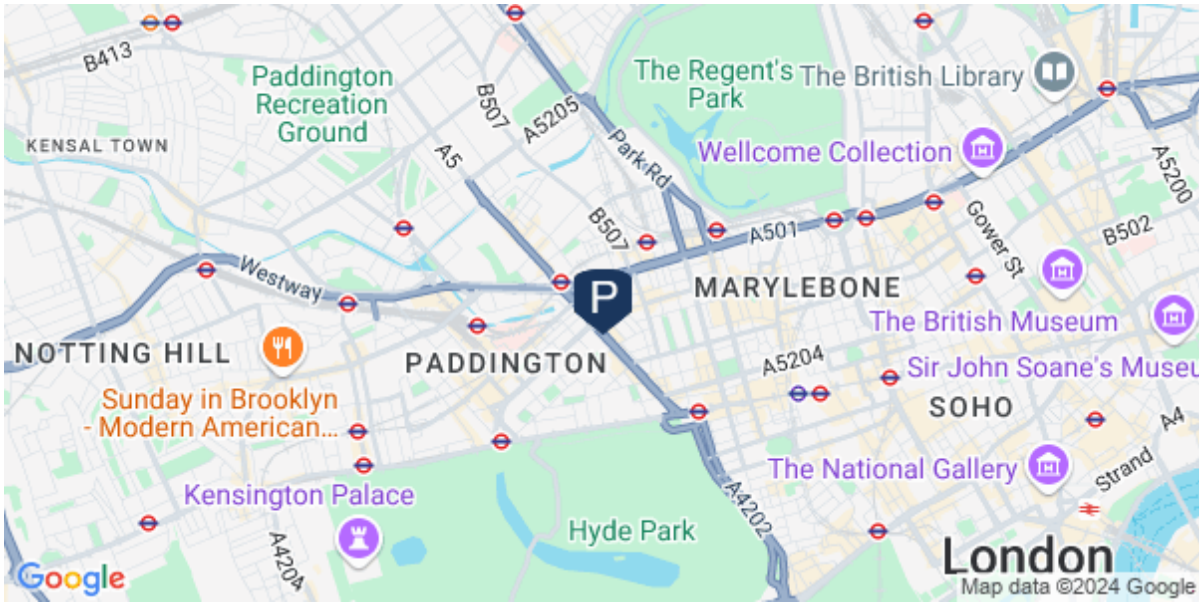 B413
Paddington
Recreation
Ground
B507
A5205
The Regent's
Park
The British Library
KENSAL TOWN
A5
Park Rd
Wellcome Collection
A5200
B507
A501
Gower St
B502
Westway
MARYLEBONE
P
The British Museum
NOTTING HILL
PADDINGTON
A5204
Sir John Soane's Museu
Sunday in Brooklyn
- Modern American...
SOHO
A4
The National Gallery
Strand
Kensington Palace
A4202
Hyde Park
A4204
London
Google
Map data ©2024 Google